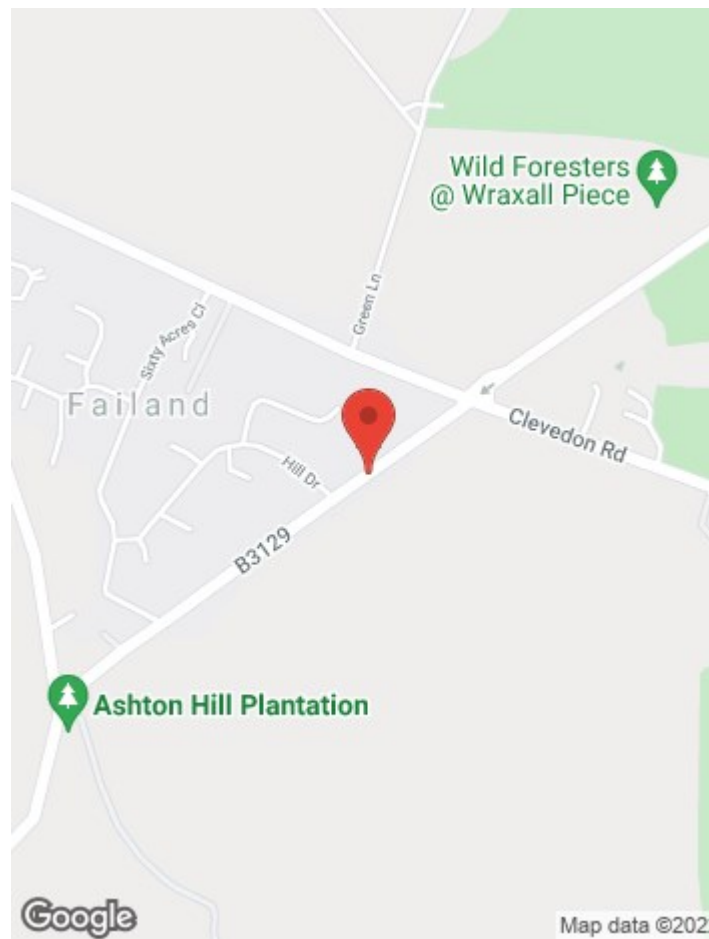 Wild Foresters
@ Wraxall Piece
Green Ln
Sixty Acres Cl
Failand
Clevedon Rd
Hill Dr
B3129
Ashton Hill Plantation
Google
Map data ©202